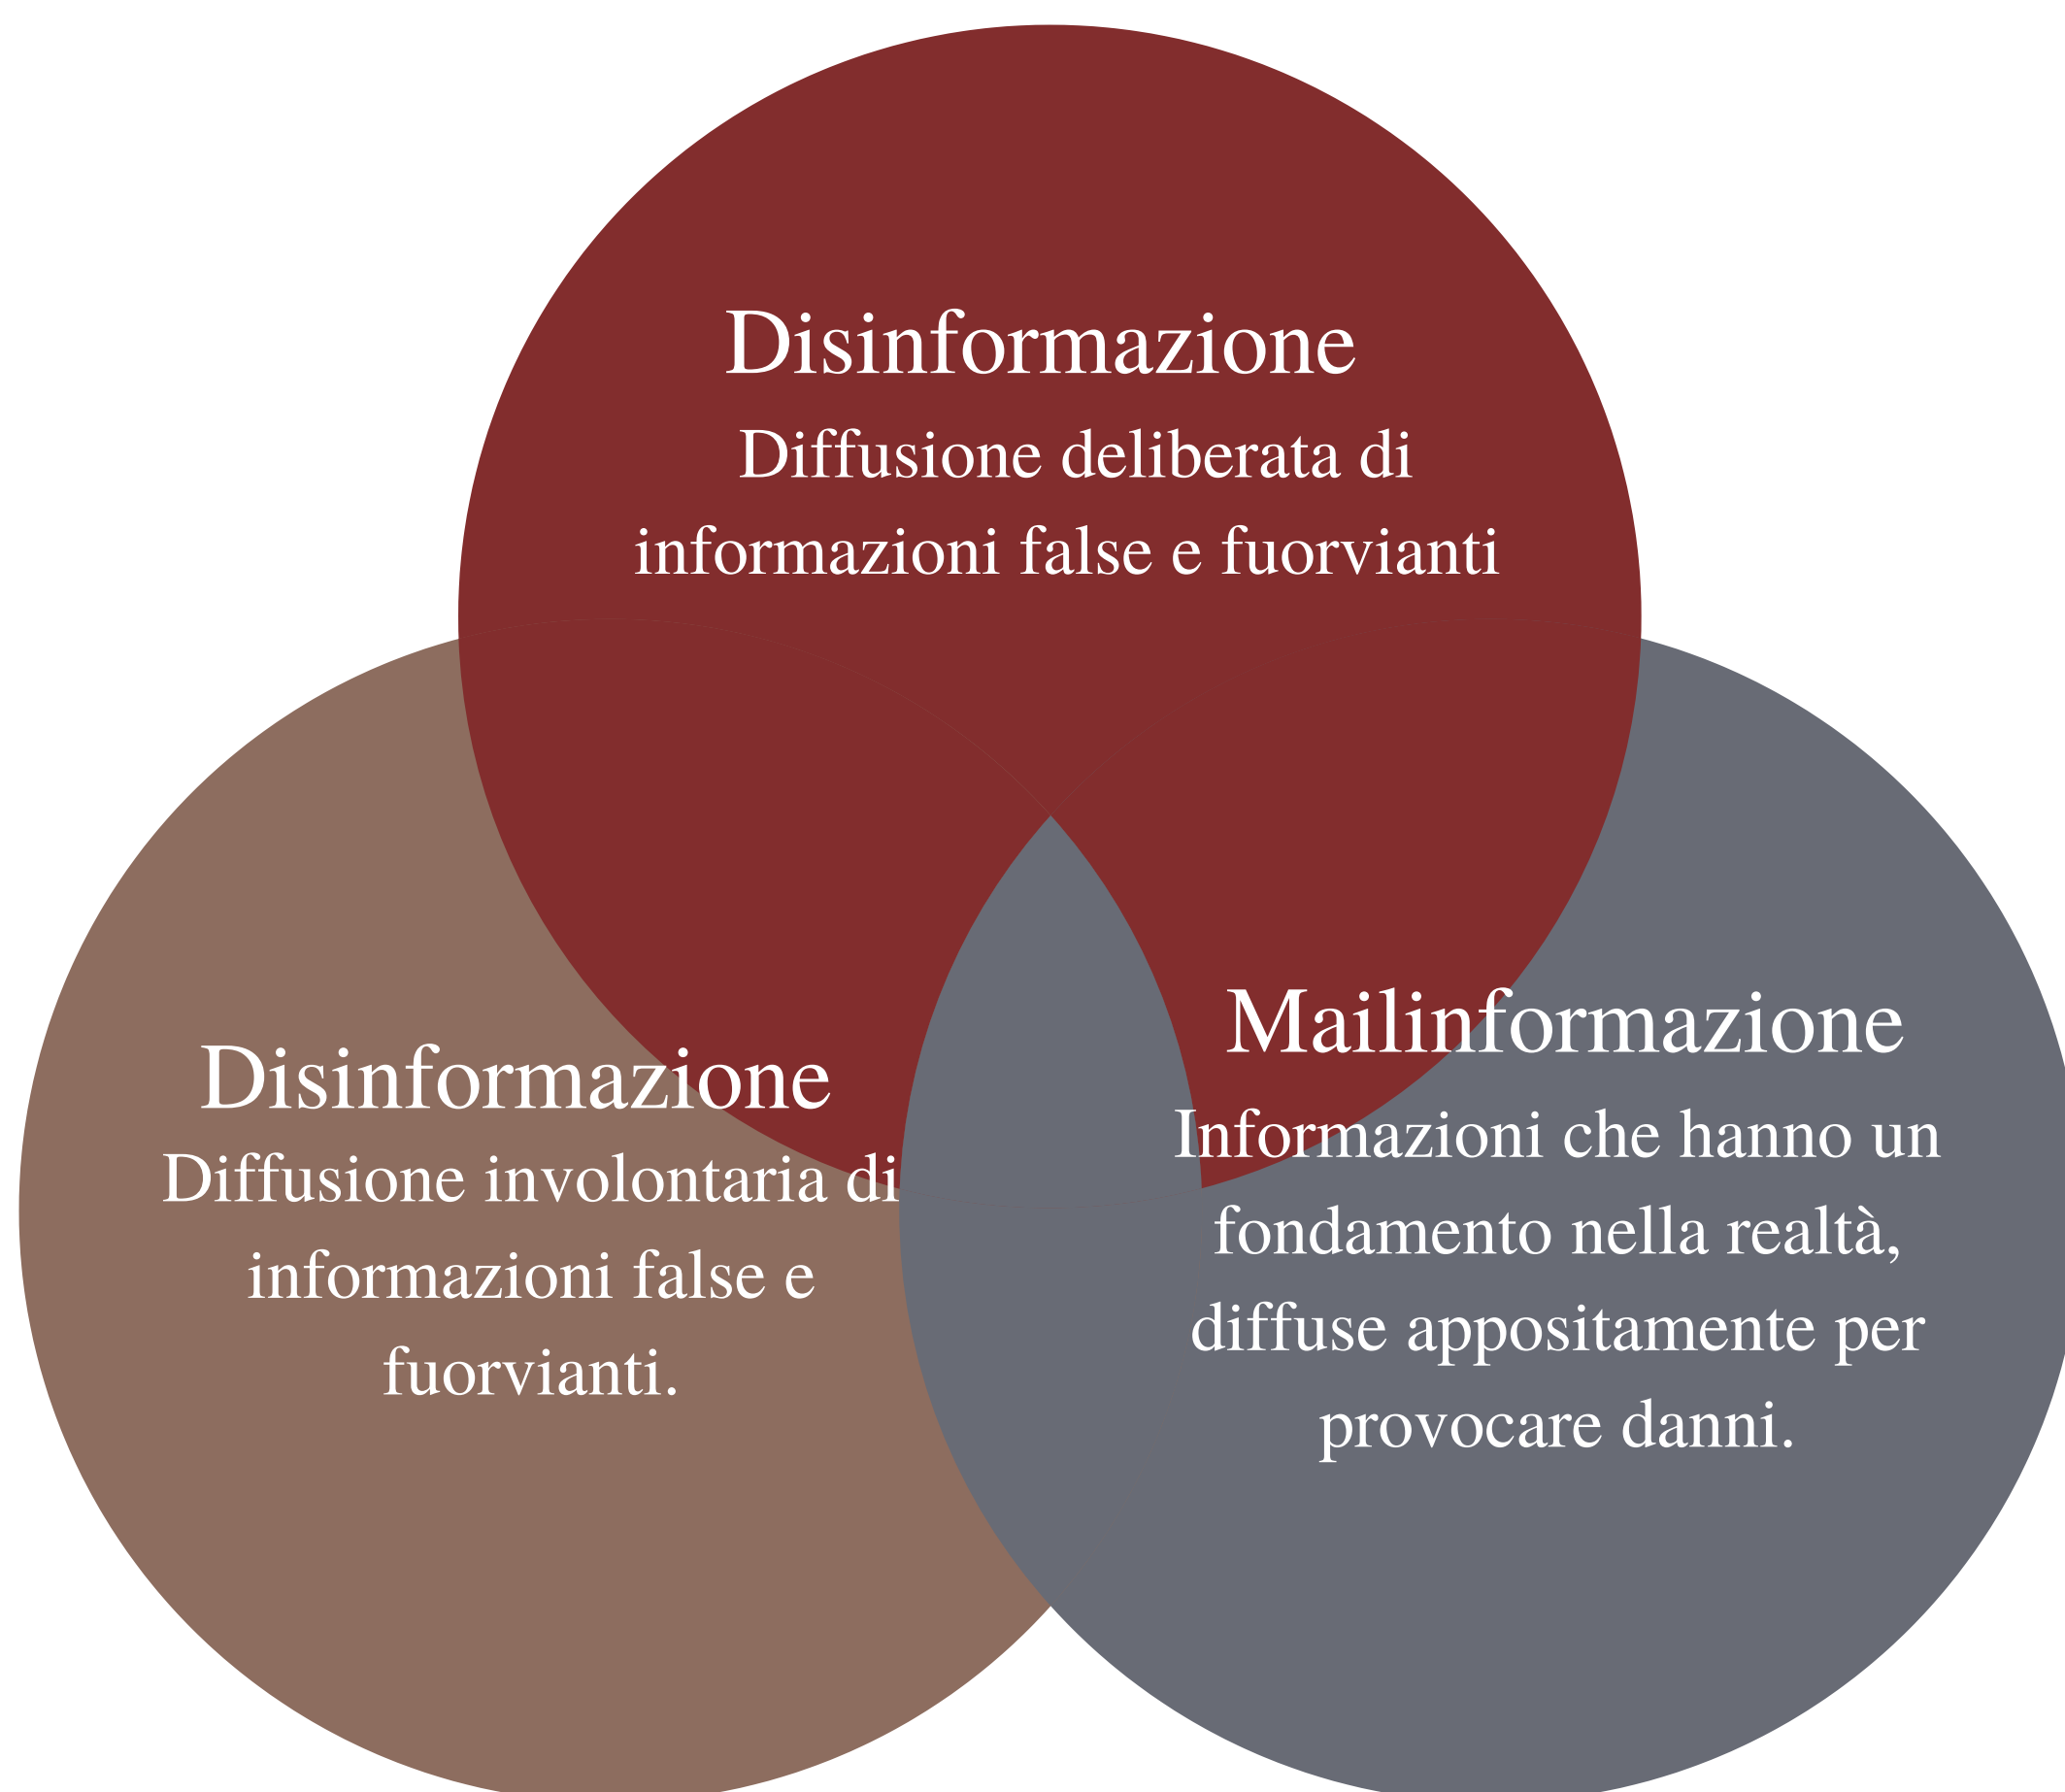 Disinformazione
Diffusione deliberata di
informazioni false e fuorvianti
Disinformazione
Diffusione involontaria di
informazioni false e
fuorvianti.
Mailinformazione
Informazioni che hanno un
fondamento nella realtà,
diffuse appositamente per
provocare danni.